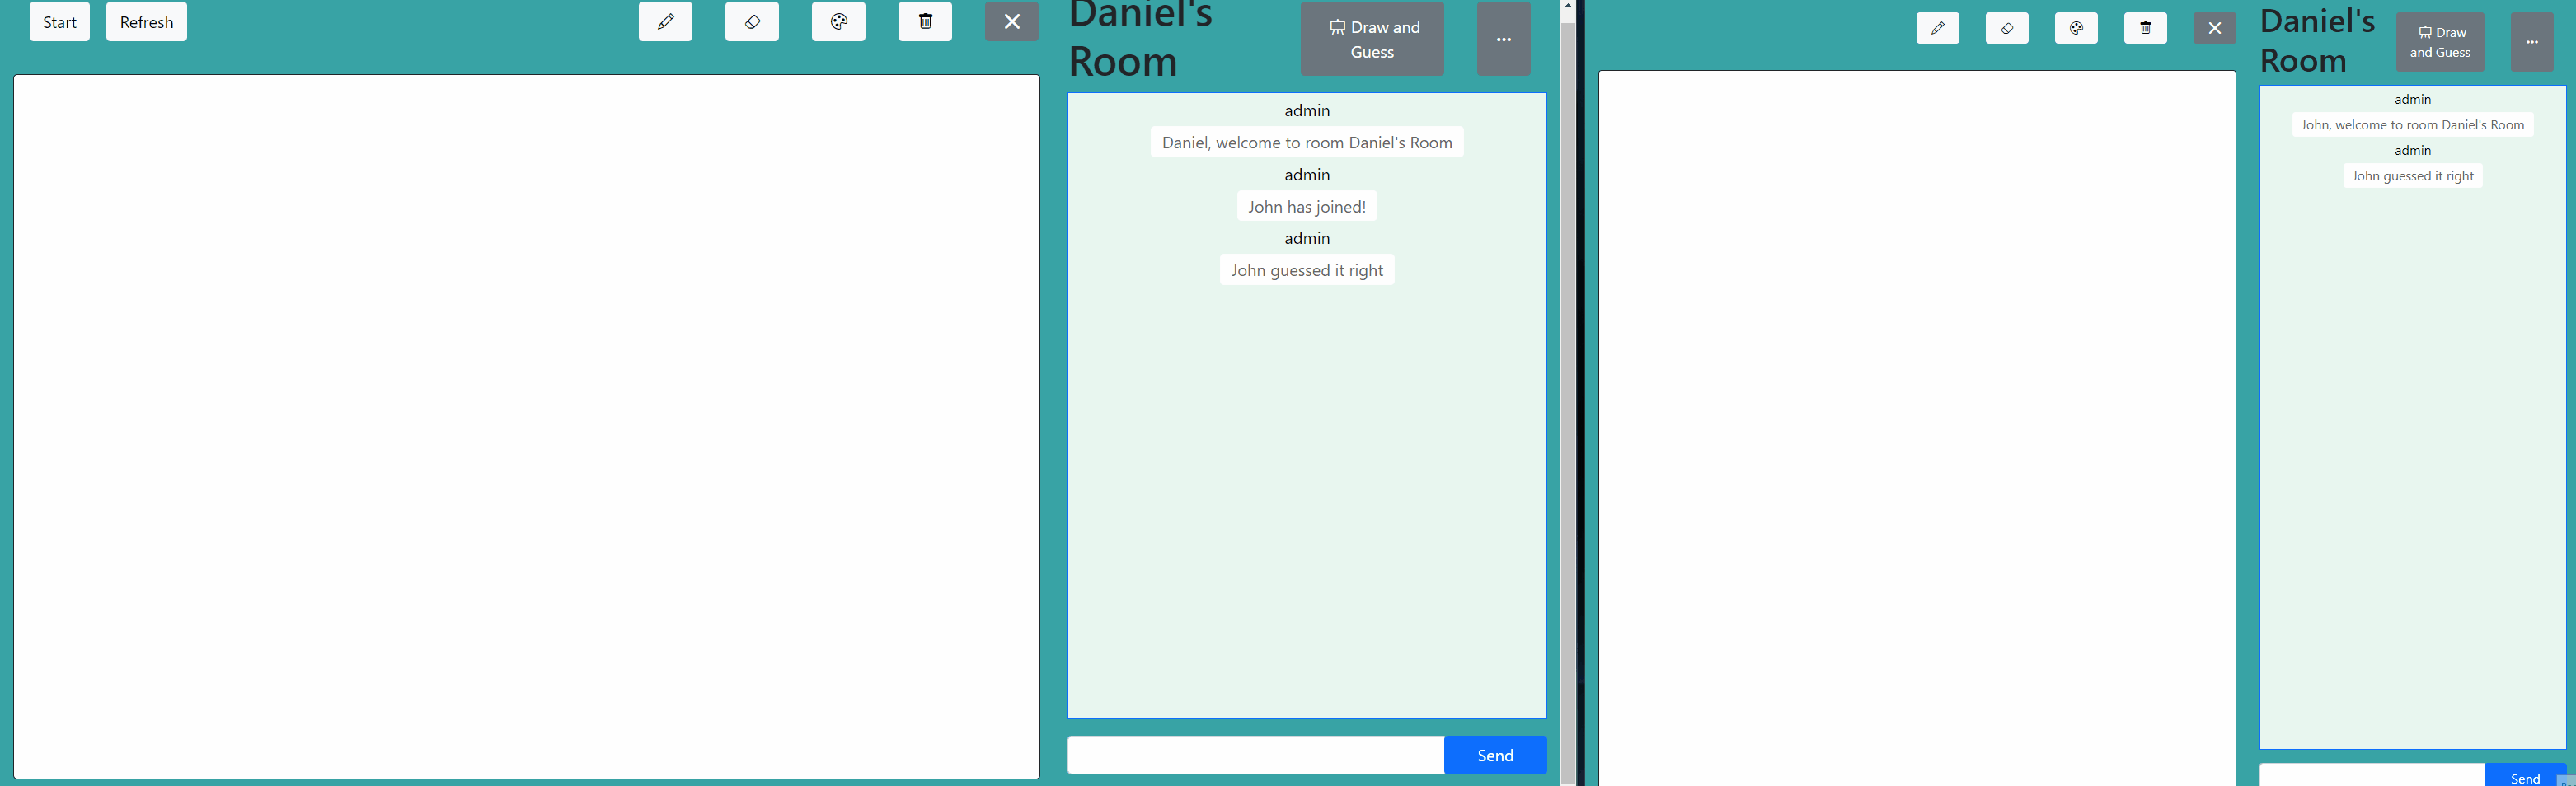 Start
Refresh
Daniel's
Room
Draw and
Guess
admin
Daniel, welcome to room Daniel's Room
admin
John has joined!
admin
John guessed it right
Send
Daniel's
Room
Draw
and Guess
admin
John, welcome to room Daniel's Room
admin
John guessed it right
Send